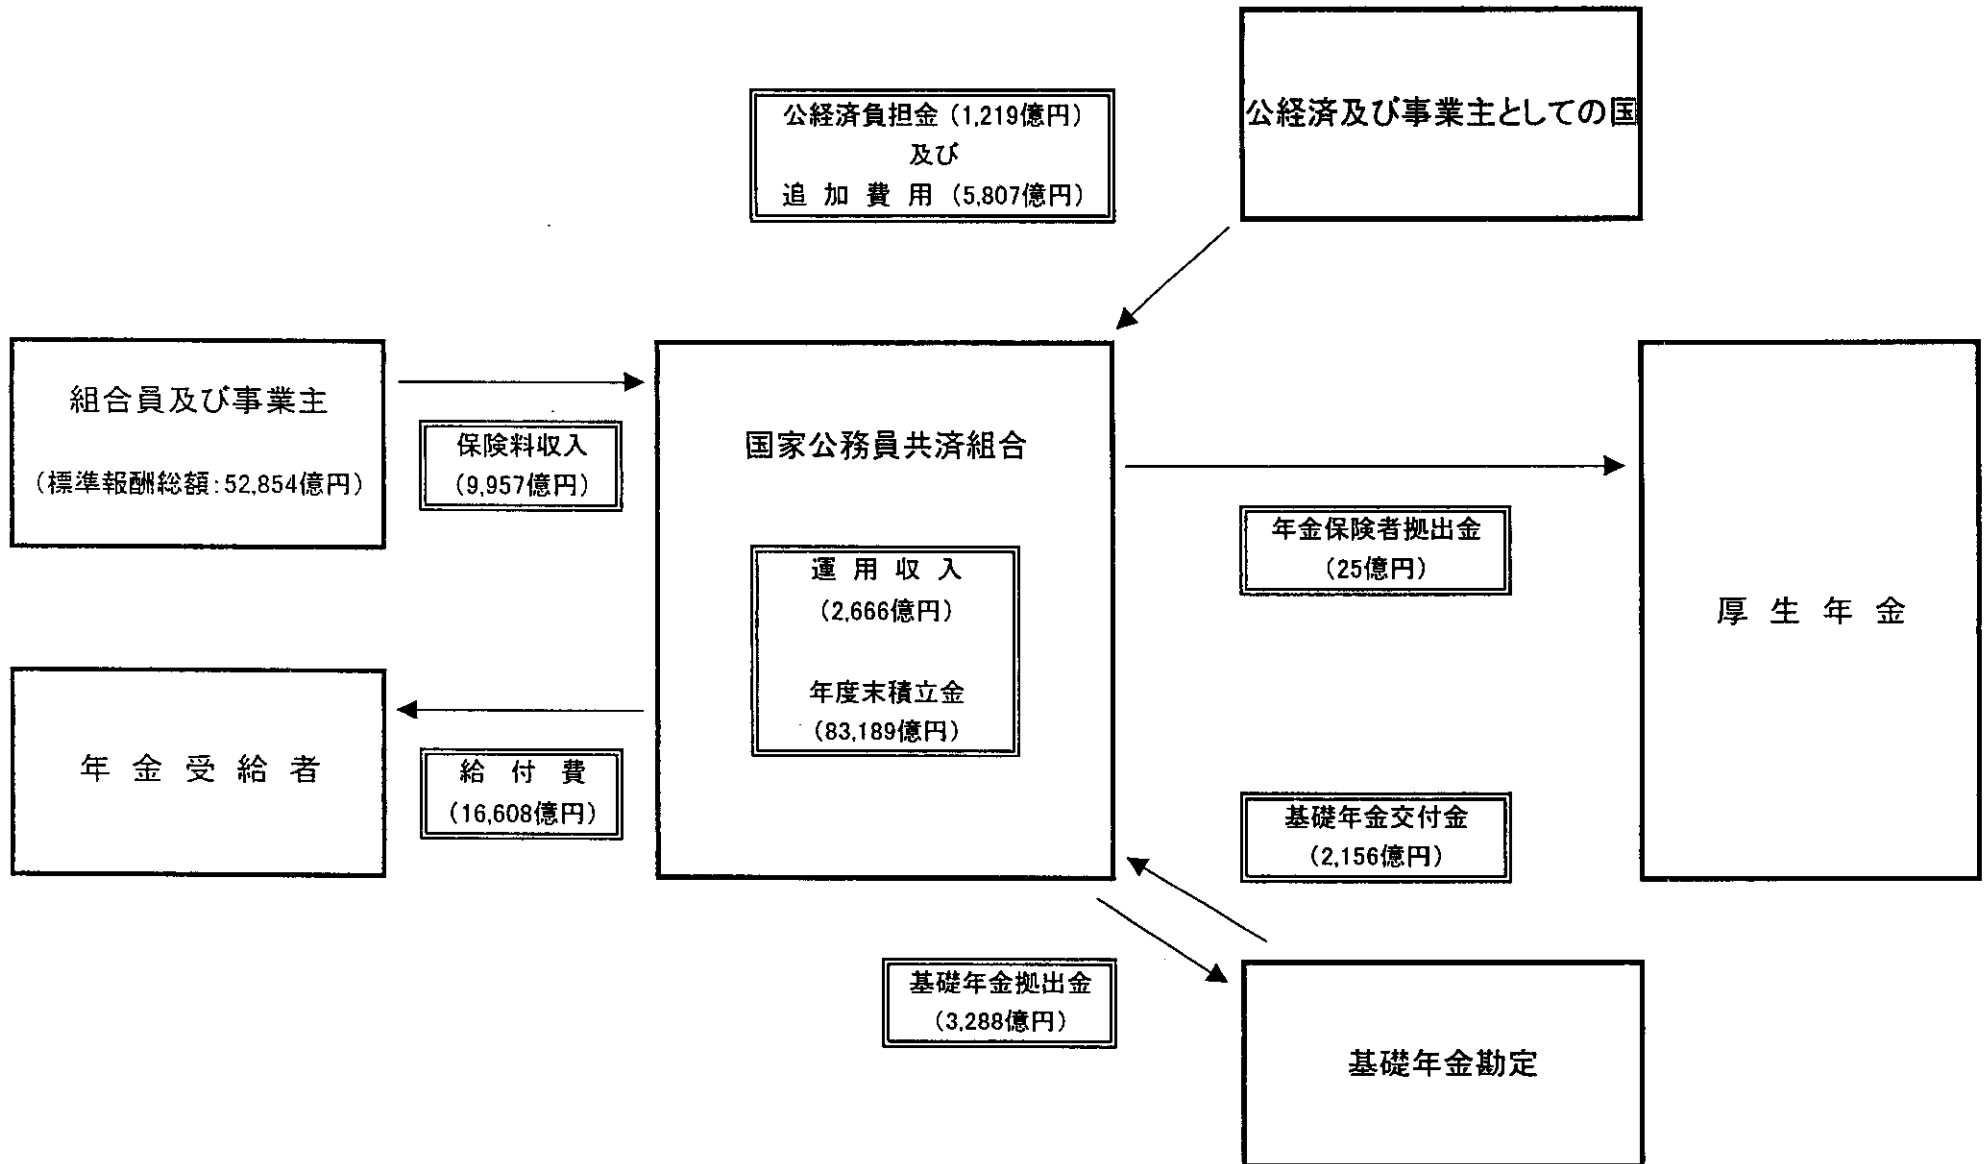 公経済及び事業主としての国
公経済負担金（1,219億円）
及び
追加費用（5,807億円）
組合員及び事業主
（標準報酬総額：52,854億円）
保険料収入
（9,957億円）
国家公務員共済組合
運用収入
（2,666億円）
年度末積立金
（83,189億円）
年金保険者拠出金
（25億円）
厚生年金
年金受給者
給付費
（16,608億円）
基礎年金交付金
（2,156億円）
基礎年金拠出金
（3,288億円）
基礎年金勘定